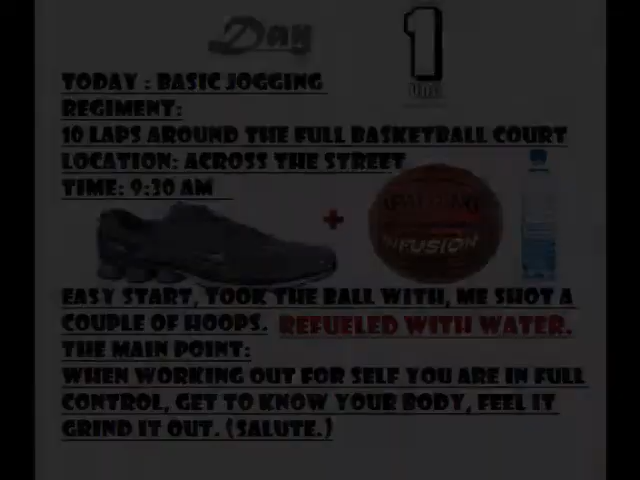 Day 1
TODAY : BASIC JOGGING
REGIMENT:
10 LAPS AROUND THE FULL BASKETBALL COURT
LOCATION: ACROSS THE STREET
TIME: 9:30 AM
+
SPALDING
INFUSION
EASY START, TOOK THE BALL WITH, ME SHOT A
COUPLE OF HOOPS. REFUELED WITH WATER.
THE MAIN POINT:
WHEN WORKING OUT FOR SELF YOU ARE IN FULL
CONTROL, GET TO KNOW YOUR BODY, FEEL IT
GRIND IT OUT. (SALUTE.)